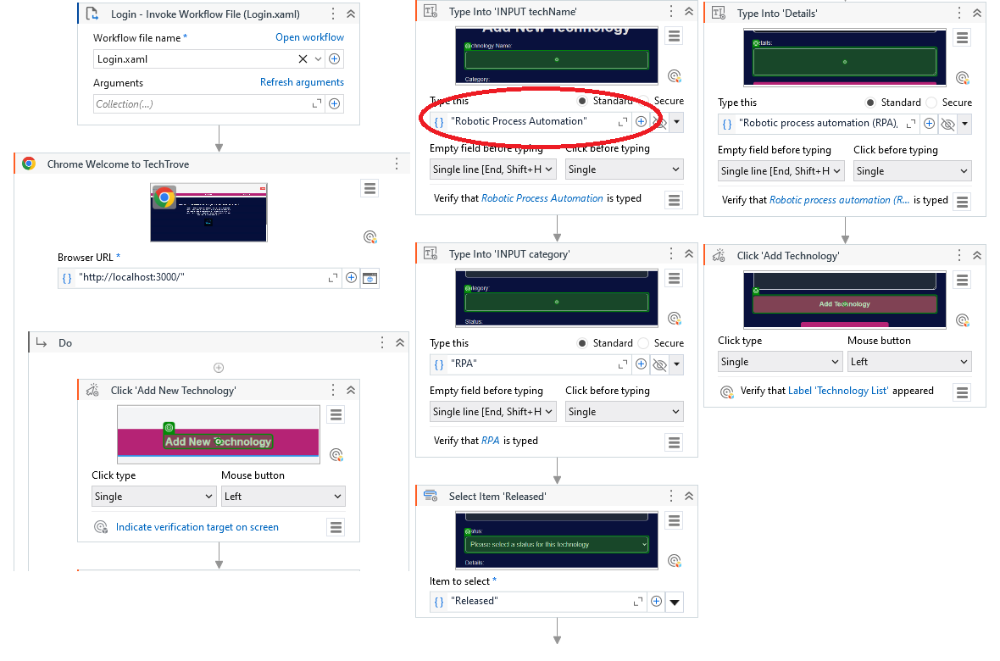 Login - Invoke Workflow File (Login.xaml)
Workflow file name *
Open workflow
Login.xaml
Arguments
Refresh arguments
Collection(...)
Chrome Welcome to TechTrove
Browser URL *
{ } "http://localhost:3000/"
Do
Click 'Add New Technology'
Add New Technology
Click type
Mouse button
Single
Left
Indicate verification target on screen
Type Into 'INPUT techName'
Add New Technology
chnology Name:
Category:
Type this
Standard
Secure
{ } "Robotic Process Automation"
Empty field before typing
Click before typing
Single line [End, Shift+H
Single
Verify that Robotic Process Automation is typed
Type Into 'INPUT category'
tegory:
Status:
Type this
Standard
Secure
{ } "RPA"
Empty field before typing
Click before typing
Single line [End, Shift+H
Single
Verify that RPA is typed
Select Item 'Released'
atus:
Please select a status for this technology
Details:
Item to select *
{ } "Released"
Type Into 'Details'
etails:
Type this
Standard
Secure
{ } "Robotic process automation (RPA),
Empty field before typing
Click before typing
Single line [End, Shift+H
Single
Verify that Robotic process automation (R... is typed
Click 'Add Technology'
Add Technology
Click type
Mouse button
Single
Left
Verify that Label 'Technology List' appeared